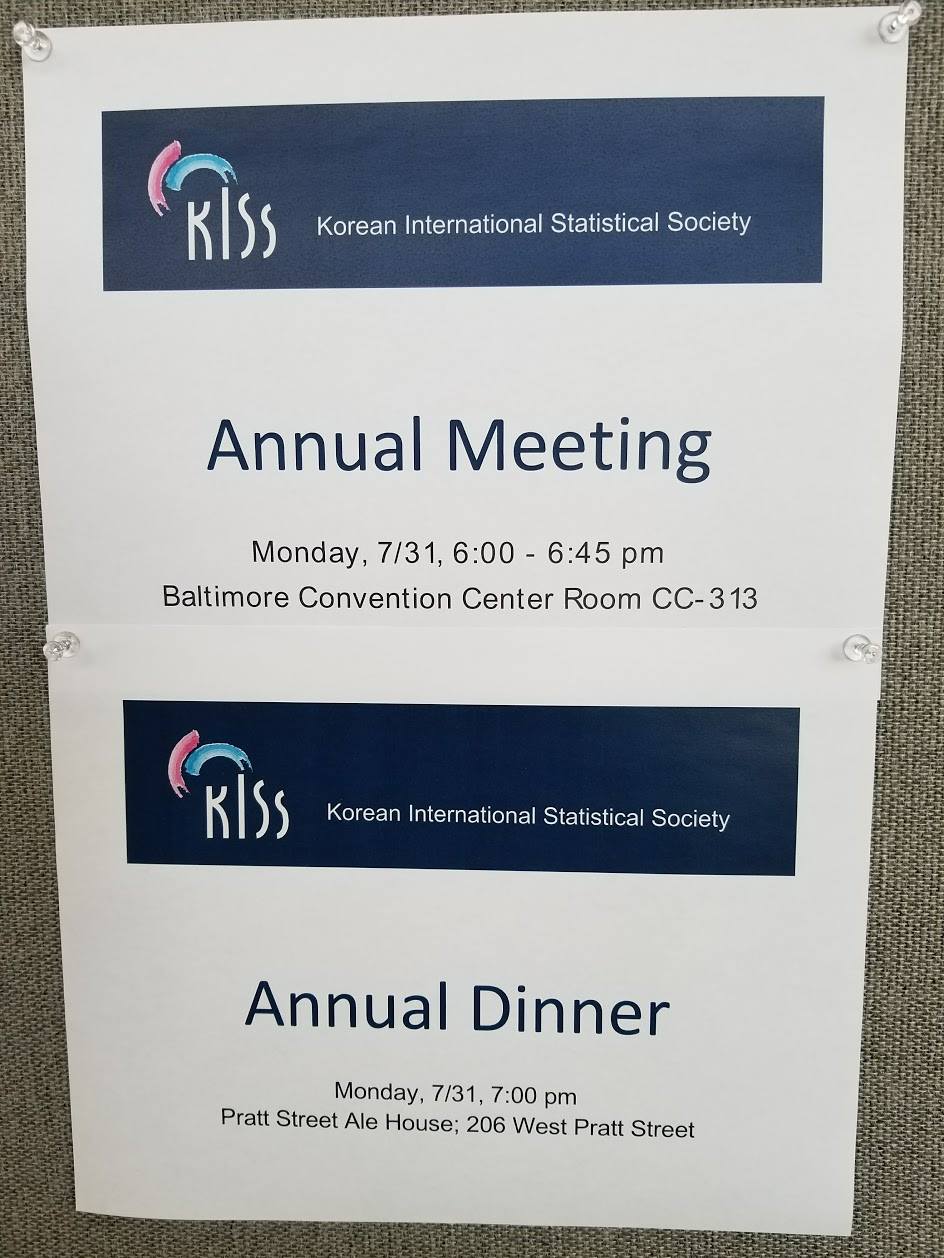 KISS
Korean International Statistical Society
Annual Meeting
Monday, 7/31, 6:00 - 6:45 pm
Baltimore Convention Center Room CC-313
KISS
Korean International Statistical Society
Annual Dinner
Monday, 7/31, 7:00 pm
Pratt Street Ale House; 206 West Pratt Street